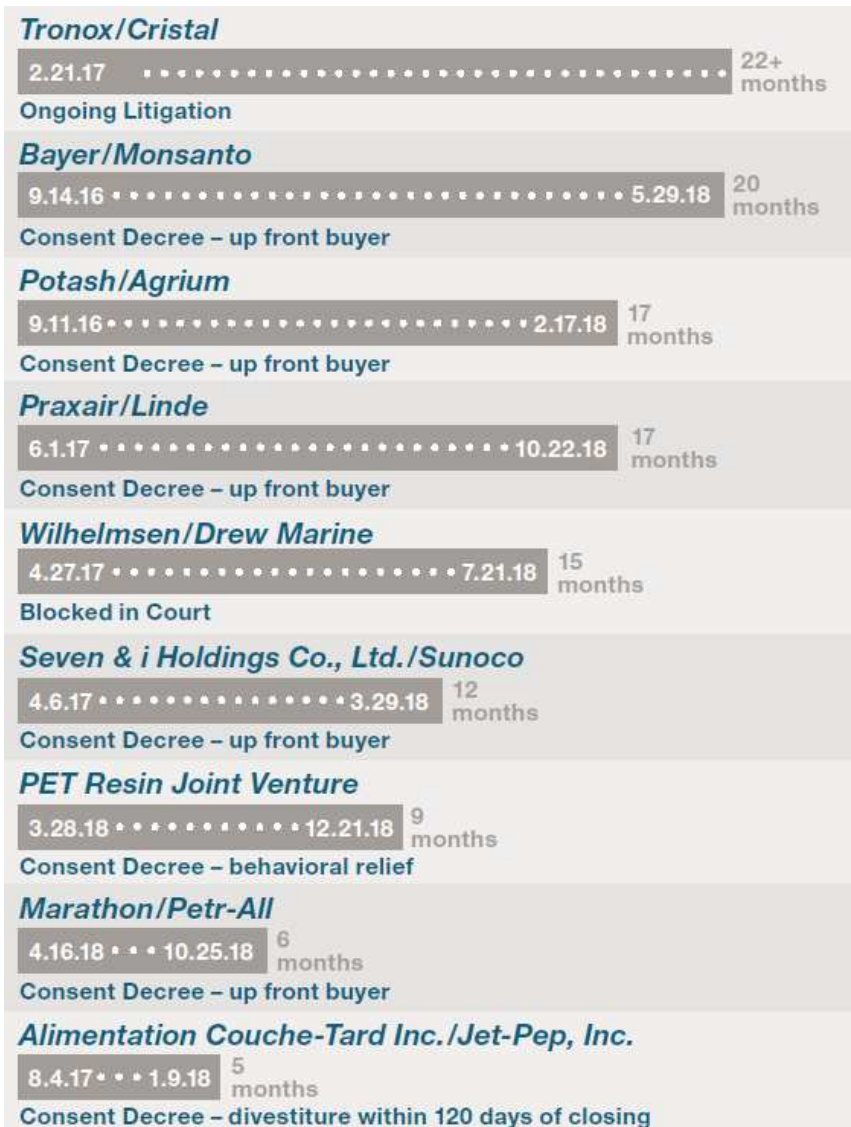 Tronox/Cristal
2.21.17
22+
months
Ongoing Litigation
Bayer/Monsanto
9.14.16 5.29.18
20
months
Consent Decree – up front buyer
Potash/Agrium
9.11.16 2.17.18
17
months
Consent Decree – up front buyer
Praxair/Linde
6.1.17 10.22.18
17
months
Consent Decree – up front buyer
Wilhelmsen/Drew Marine
4.27.17 7.21.18
15
months
Blocked in Court
Seven & i Holdings Co., Ltd./Sunoco
4.6.17 3.29.18
12
months
Consent Decree – up front buyer
PET Resin Joint Venture
3.28.18 12.21.18
9
months
Consent Decree – behavioral relief
Marathon/Petr-All
4.16.18 10.25.18
6
months
Consent Decree – up front buyer
Alimentation Couche-Tard Inc./Jet-Pep, Inc.
8.4.17 1.9.18
5
months
Consent Decree – divestiture within 120 days of closing